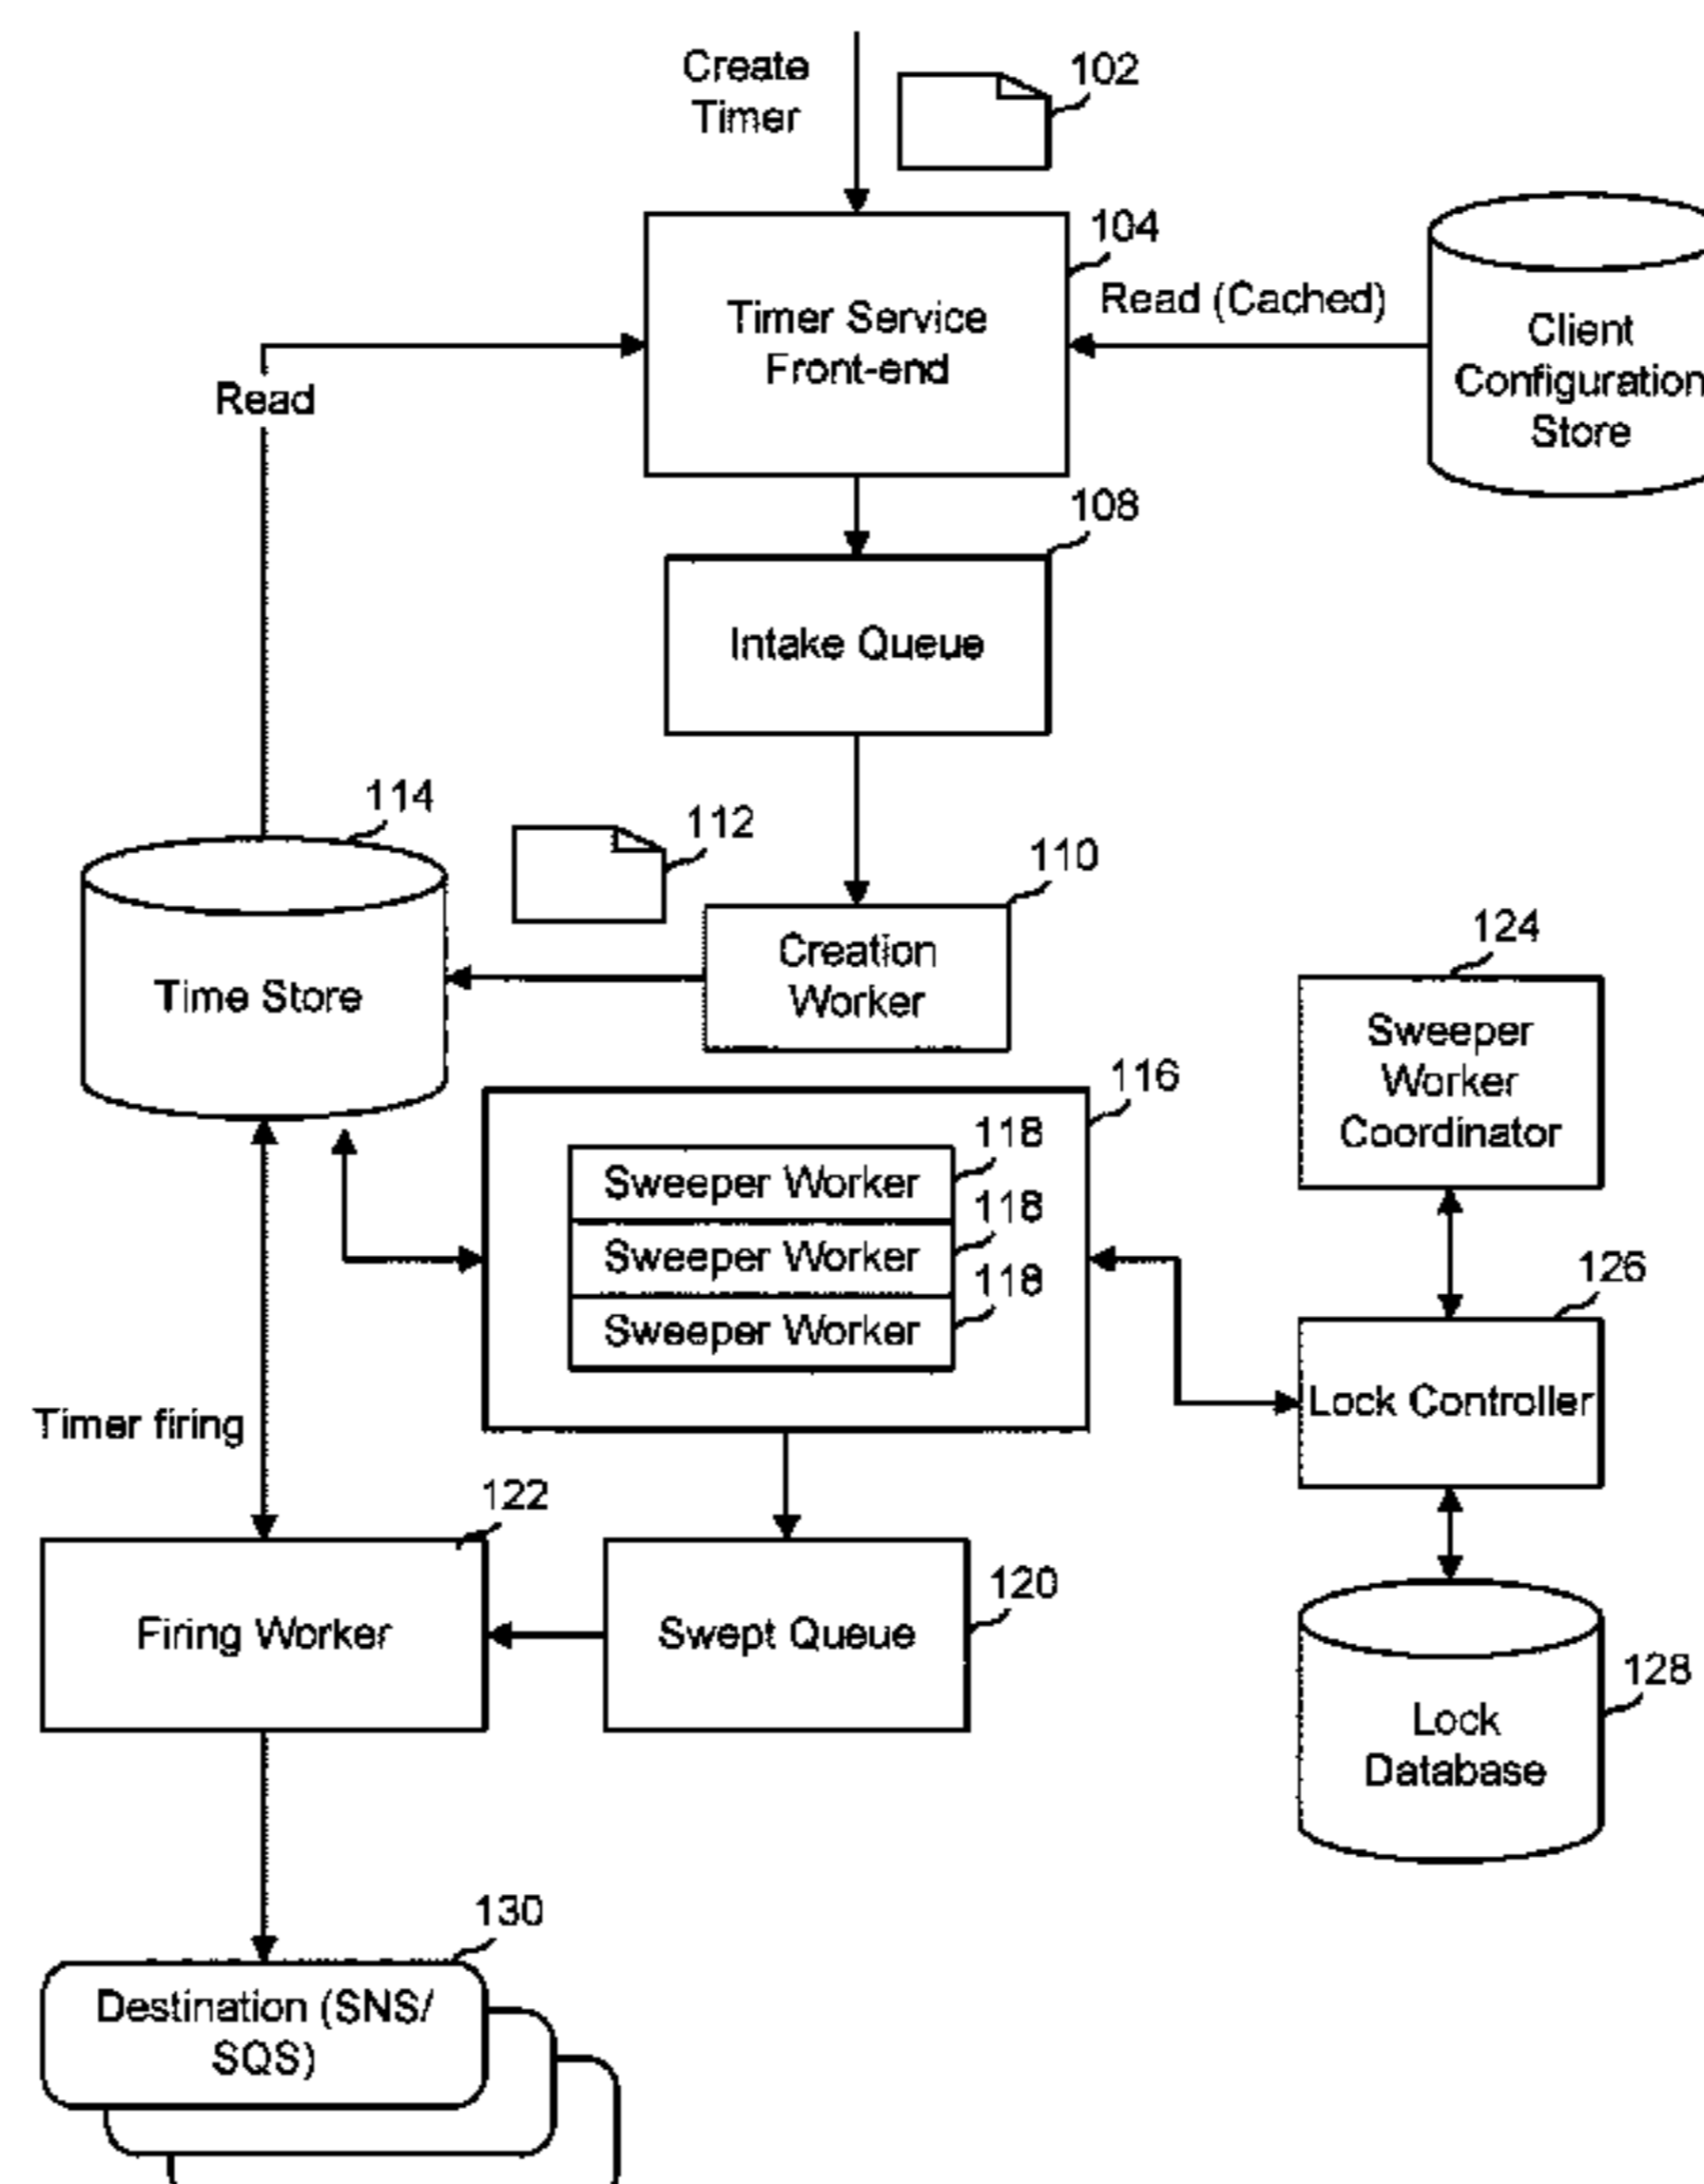 Create
Timer
102
104
Timer Service
Front-end
Read (Cached)
Client
Configuration
Store
Read
108
Intake Queue
114
112
110
Time Store
Creation
Worker
124
Sweeper
Worker
Coordinator
116
Sweeper Worker
118
Sweeper Worker
118
Sweeper Worker
118
126
Lock Controller
Timer firing
122
Firing Worker
120
Swept Queue
128
Lock
Database
130
Destination (SNS/
SQS)